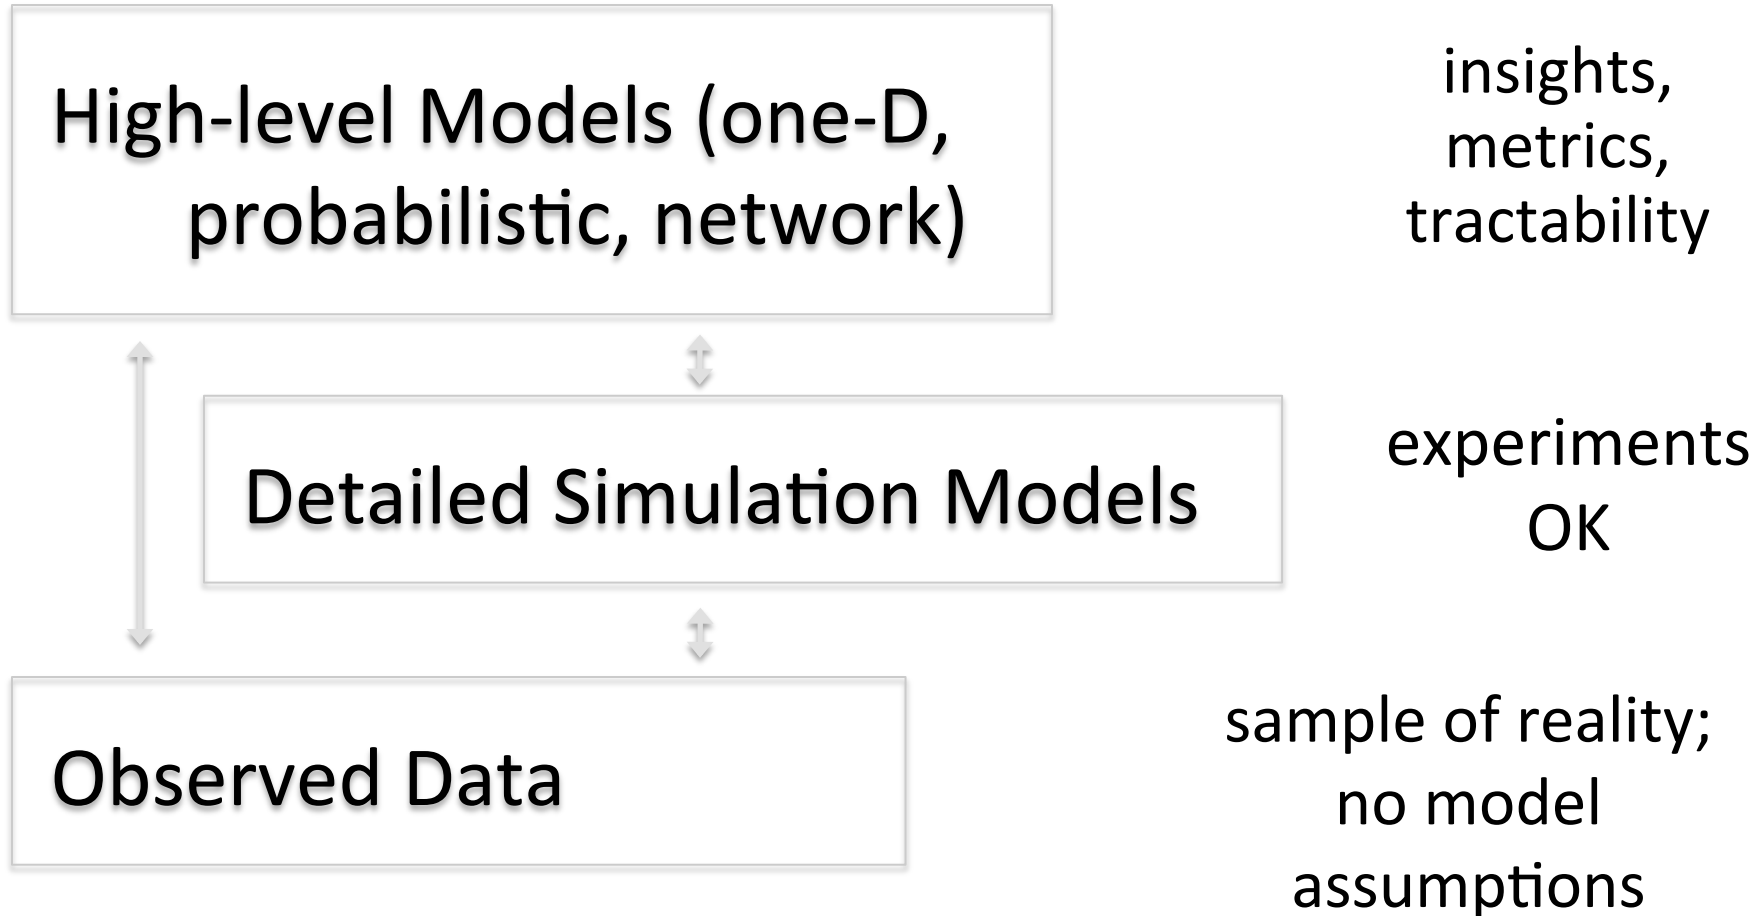 High-level Models (one-D,
probabilistic, network)
insights,
metrics,
tractability
Detailed Simulation Models
experiments
OK
Observed Data
sample of reality;
no model
assumptions